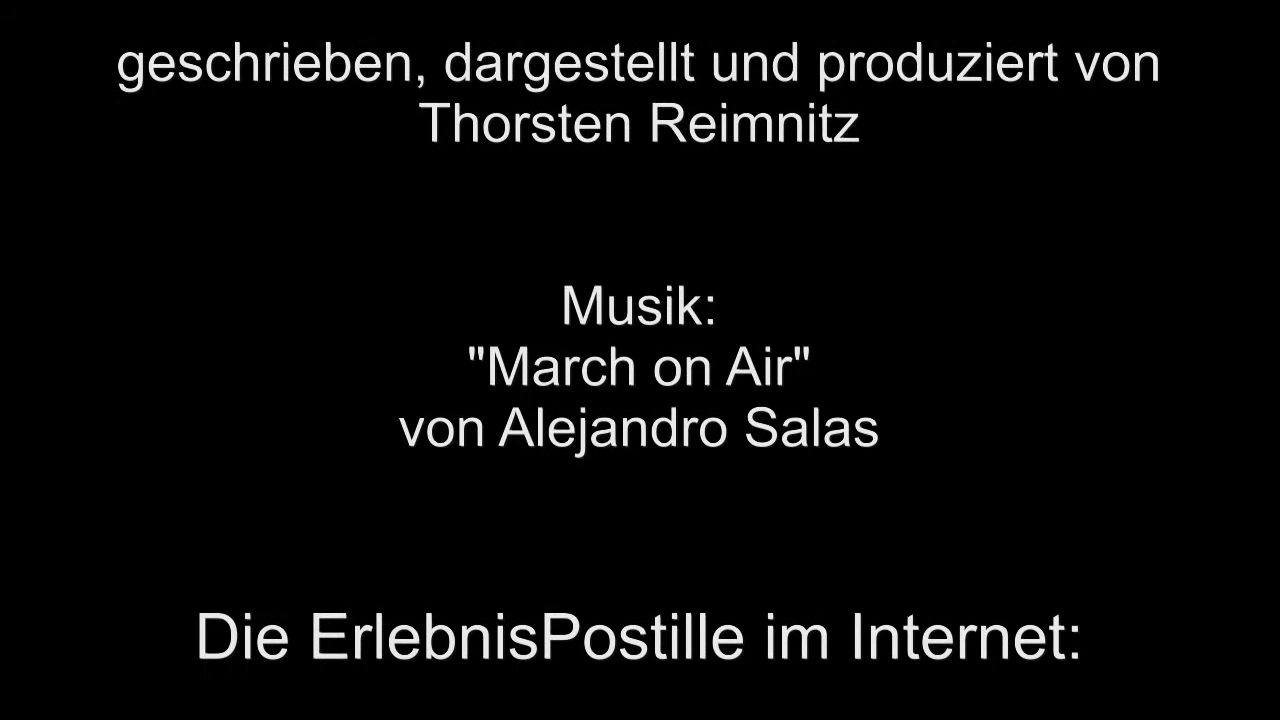 geschrieben, dargestellt und produziert von
Thorsten Reimnitz
Musik:
"March on Air"
von Alejandro Salas
Die ErlebnisPostille im Internet: